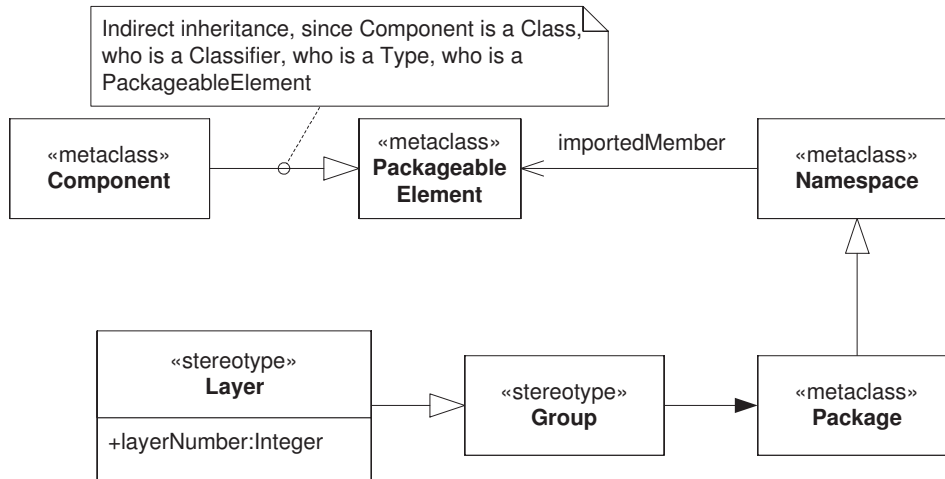 Indirect inheritance, since Component is a Class,
who is a Classifier, who is a Type, who is a
PackageableElement
«metaclass»
Component
«metaclass»
Packageable
Element
importedMember
«metaclass»
Namespace
«stereotype»
Layer
+layerNumber:Integer
«stereotype»
Group
«metaclass»
Package